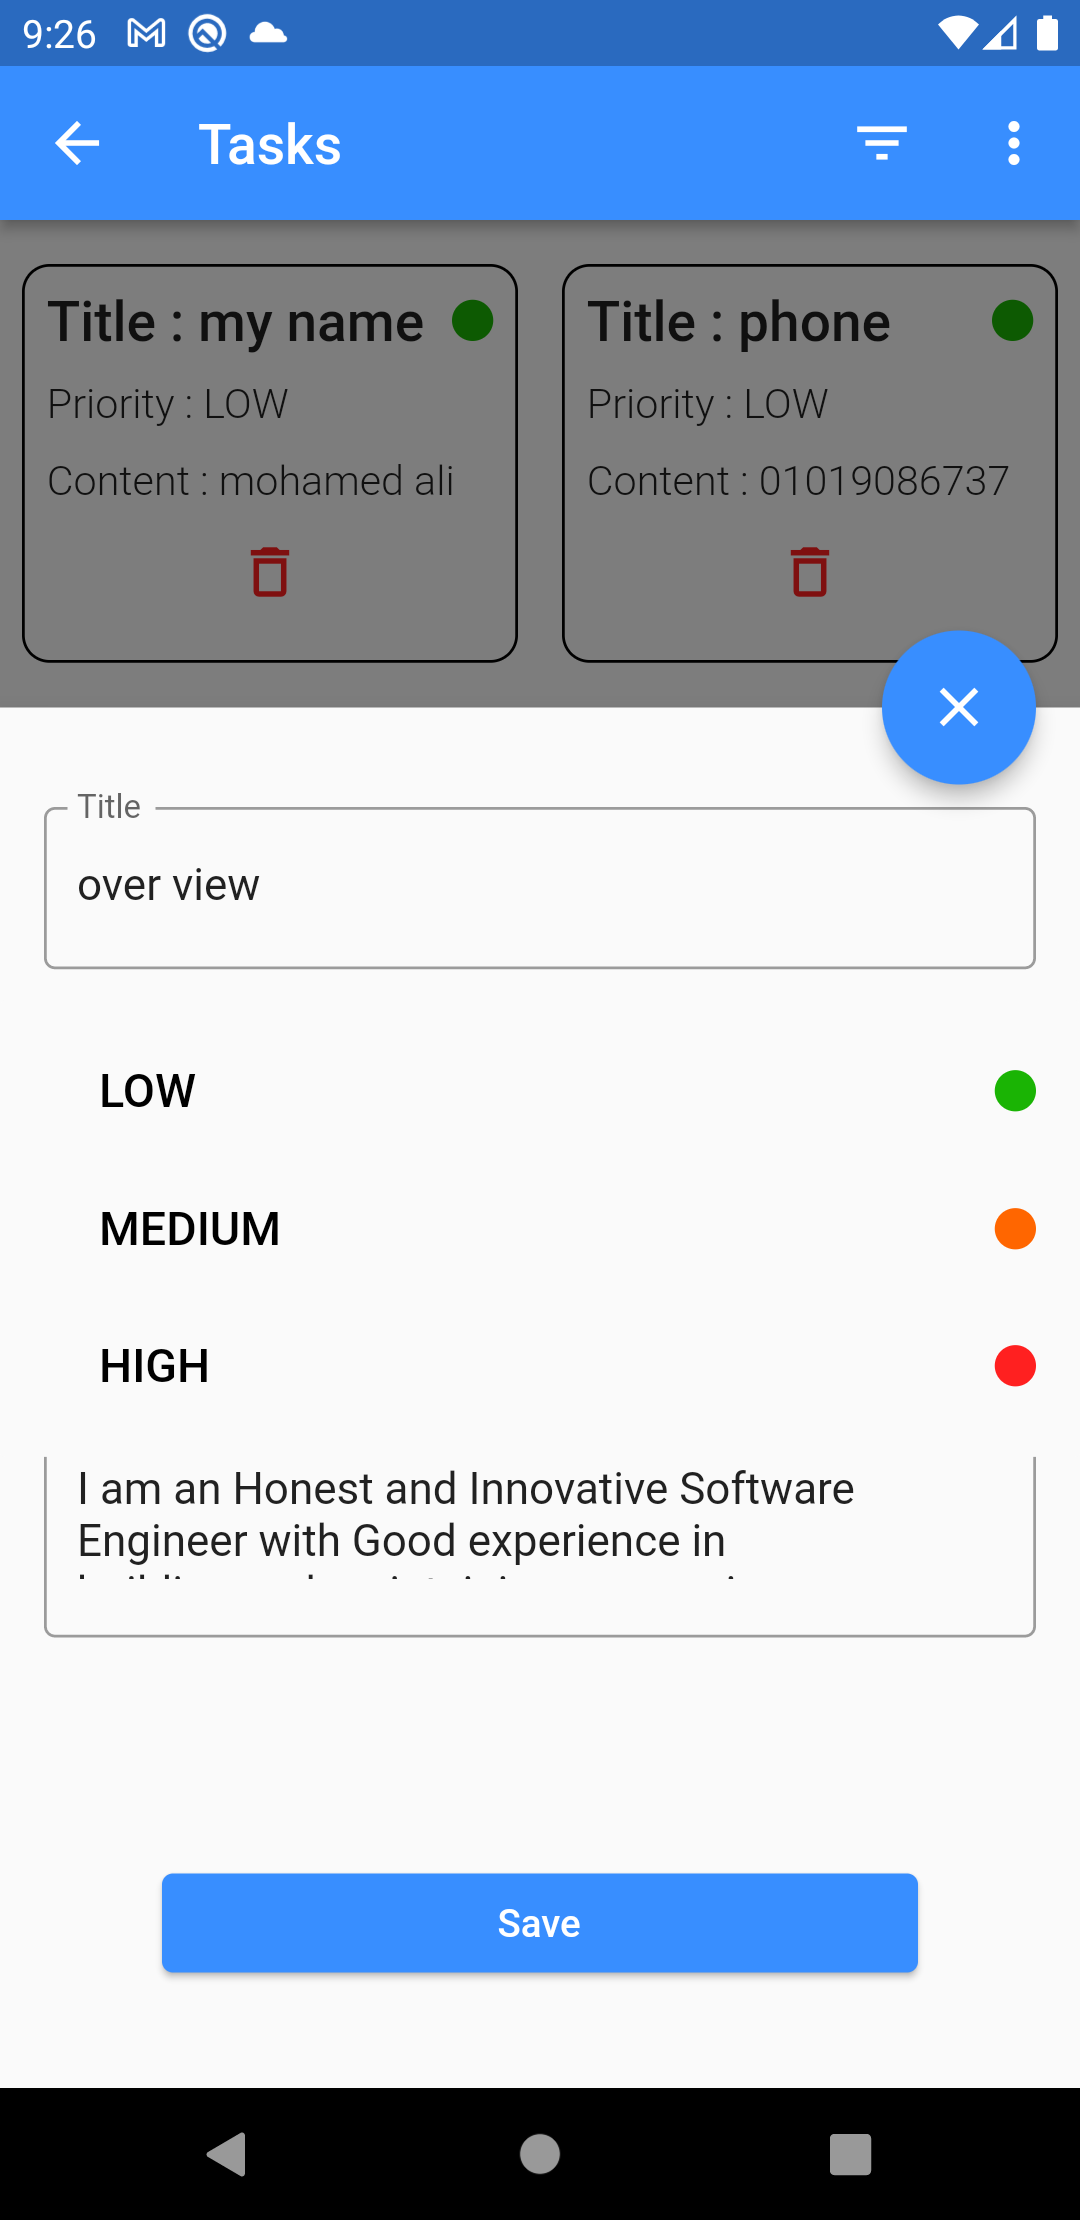 9:26
Tasks
Title : my name
Priority : LOW
Content : mohamed ali
Title : phone
Priority : LOW
Content : 01019086737
Title
over view
LOW
MEDIUM
HIGH
I am an Honest and Innovative Software
Engineer with Good experience in
Save